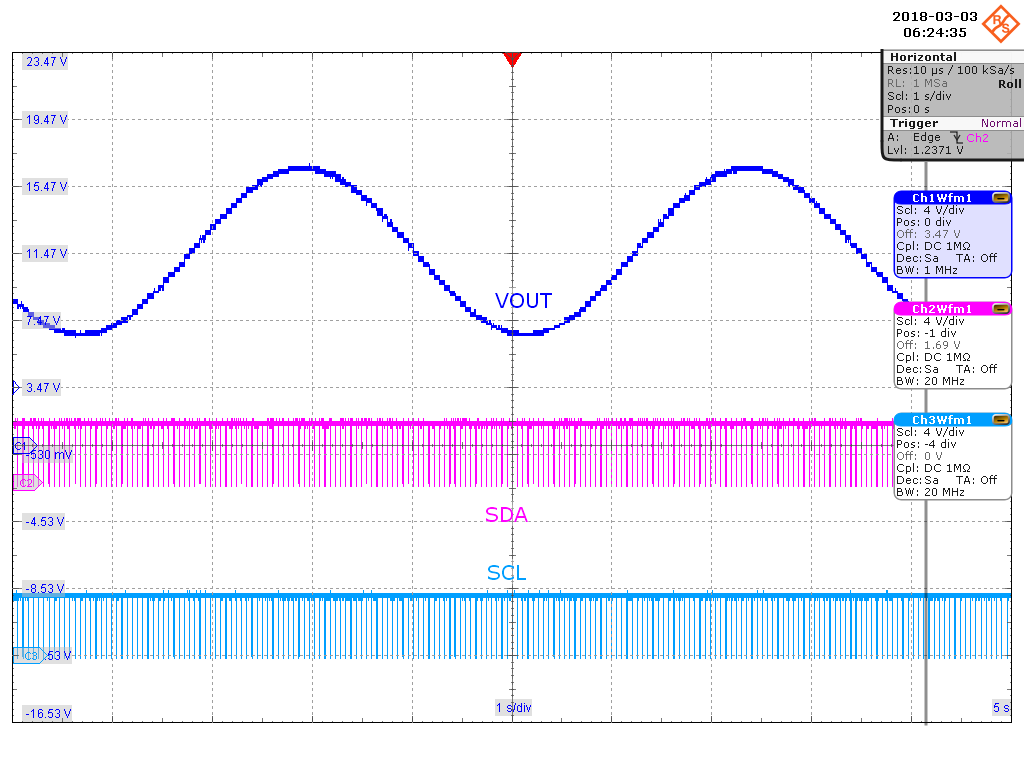 2018-03-03
06:24:35
R&S
Horizontal
Res:10 µs / 100 kSa/s
RL: 1 MSa Roll
Scl: 1 s/div
Pos:0 s
Trigger Normal
A: Edge Ch2
Lvl: 1.2371 V
23.47 V
19.47 V
15.47 V
11.47 V
7.47 V
3.47 V
-530 mV
-4.53 V
-8.53 V
53 V
-16.53 V
C1
C2
C3
VOUT
SDA
SCL
1 s/div
5 s
Ch1Wfm1
Scl: 4 V/div
Pos: 0 div
Off: 3.47 V
Cpl: DC 1MΩ
Dec:Sa TA: Off
BW: 1 MHz
Ch2Wfm1
Scl: 4 V/div
Pos: -1 div
Off: 1.69 V
Cpl: DC 1MΩ
Dec:Sa TA: Off
BW: 20 MHz
Ch3Wfm1
Scl: 4 V/div
Pos: -4 div
Off: 0 V
Cpl: DC 1MΩ
Dec:Sa TA: Off
BW: 20 MHz